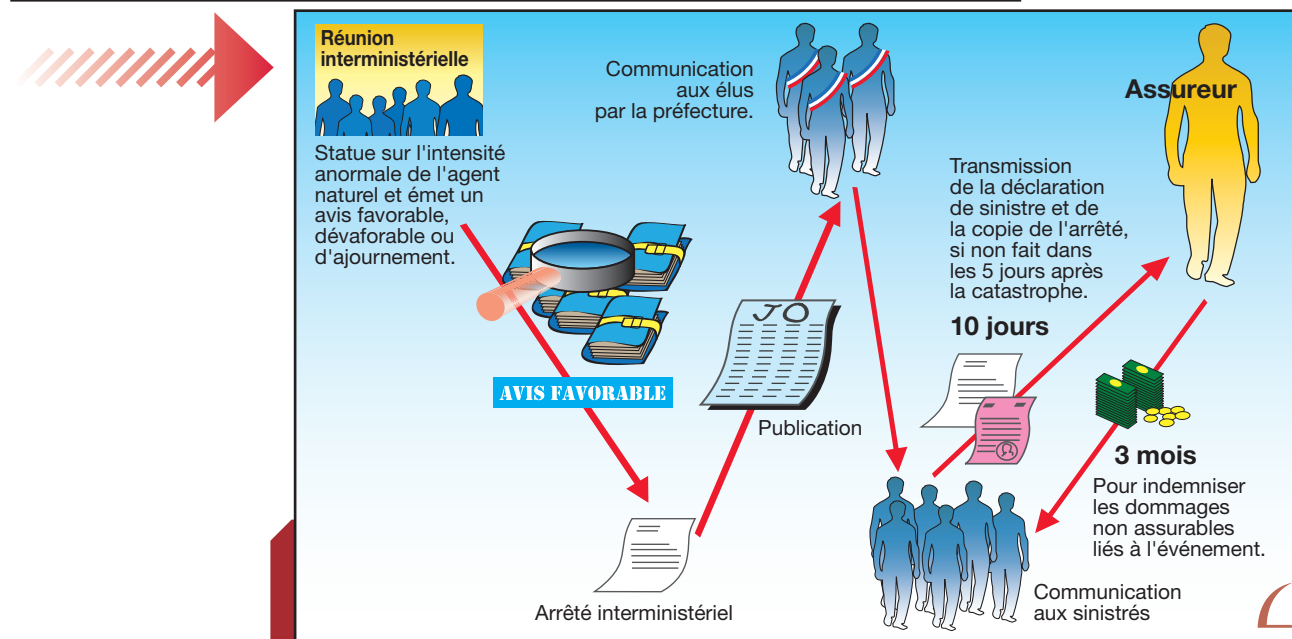 Réunion
interministérielle
Statue sur l'intensité
anormale de l'agent
naturel et émet un
avis favorable,
dévaforable ou
d'ajournement.
AVIS FAVORABLE
Arrêté interministériel
JO
Publication
Communication
aux élus
par la préfecture.
Communication
aux sinistrés
Transmission
de la déclaration
de sinistre et de
la copie de l'arrêté,
si non fait dans
les 5 jours après
la catastrophe.
10 jours
Assureur
3 mois
Pour indemniser
les dommages
non assurables
liés à l'événement.